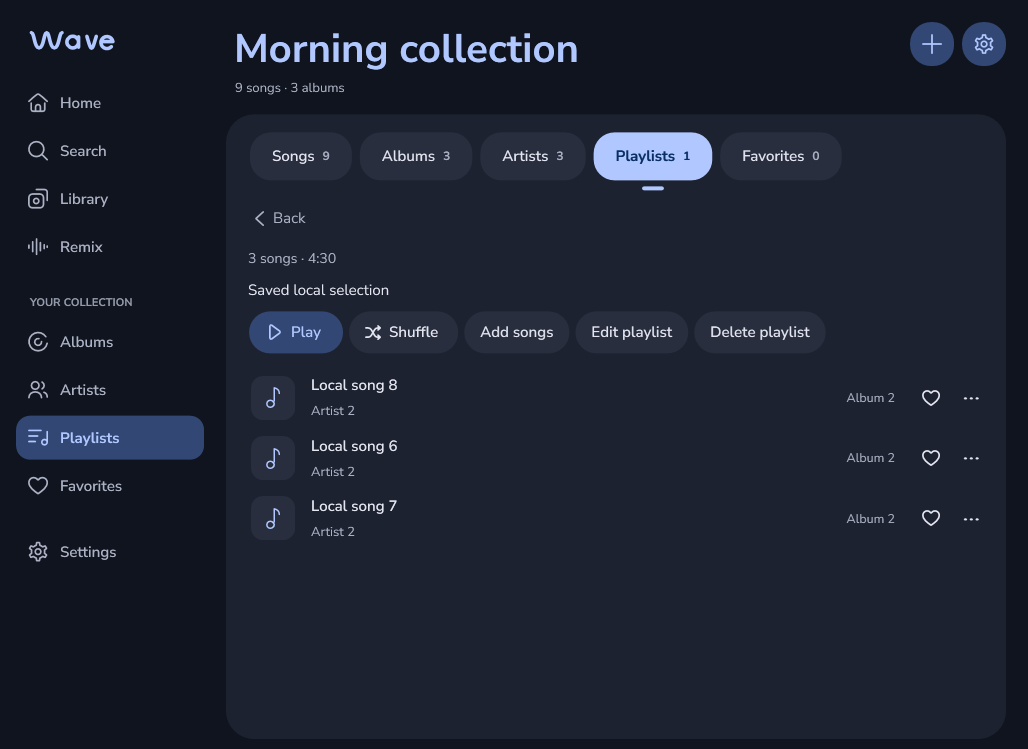 Wave
Home
Search
Library
Remix
YOUR COLLECTION
Albums
Artists
Playlists
Favorites
Settings
Morning collection
9 songs · 3 albums
Songs 9
Albums 3
Artists 3
Playlists 1
Favorites 0
Back
3 songs · 4:30
Saved local selection
Play
Shuffle
Add songs
Edit playlist
Delete playlist
Local song 8
Artist 2
Album 2
Local song 6
Artist 2
Album 2
Local song 7
Artist 2
Album 2